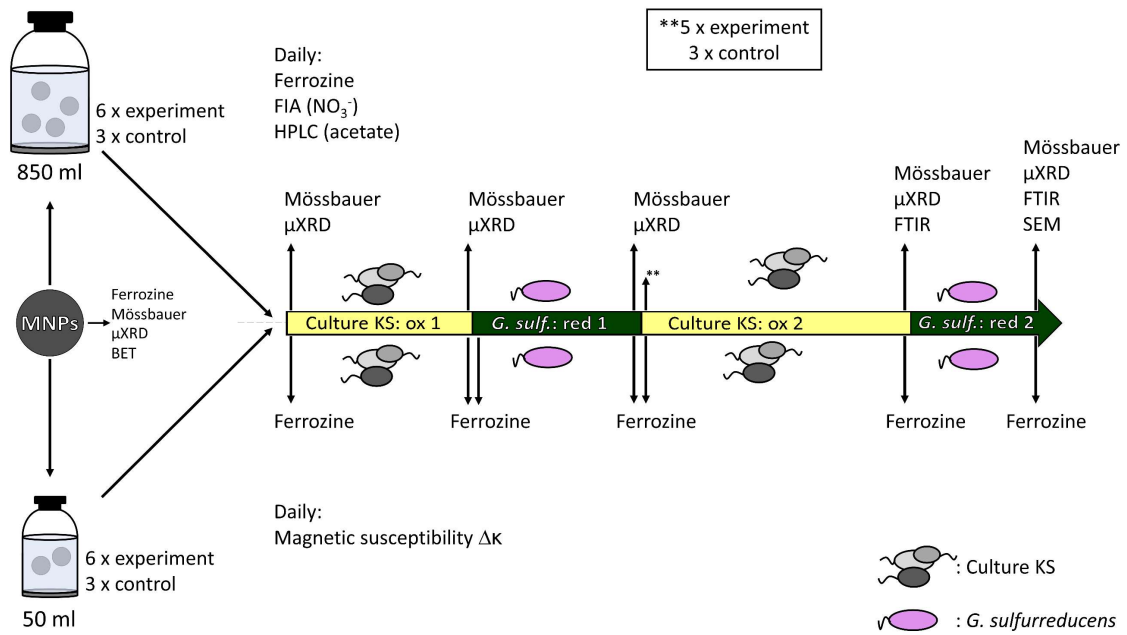 **5 x experiment
3 x control
Daily:
Ferrozine
FIA (NO₃⁻)
HPLC (acetate)
6 x experiment
3 x control
850 ml
Mössbauer
µXRD
Mössbauer
µXRD
Mössbauer
µXRD
Mössbauer
µXRD
FTIR
Mössbauer
µXRD
FTIR
SEM
**
MNPs
Ferrozine
Mössbauer
µXRD
BET
Culture KS: ox 1
G. sulf.: red 1
Culture KS: ox 2
G. sulf.: red 2
Ferrozine
Ferrozine
Ferrozine
Ferrozine
Ferrozine
Daily:
Magnetic susceptibility Δκ
6 x experiment
3 x control
50 ml
: Culture KS
: G. sulfurreducens